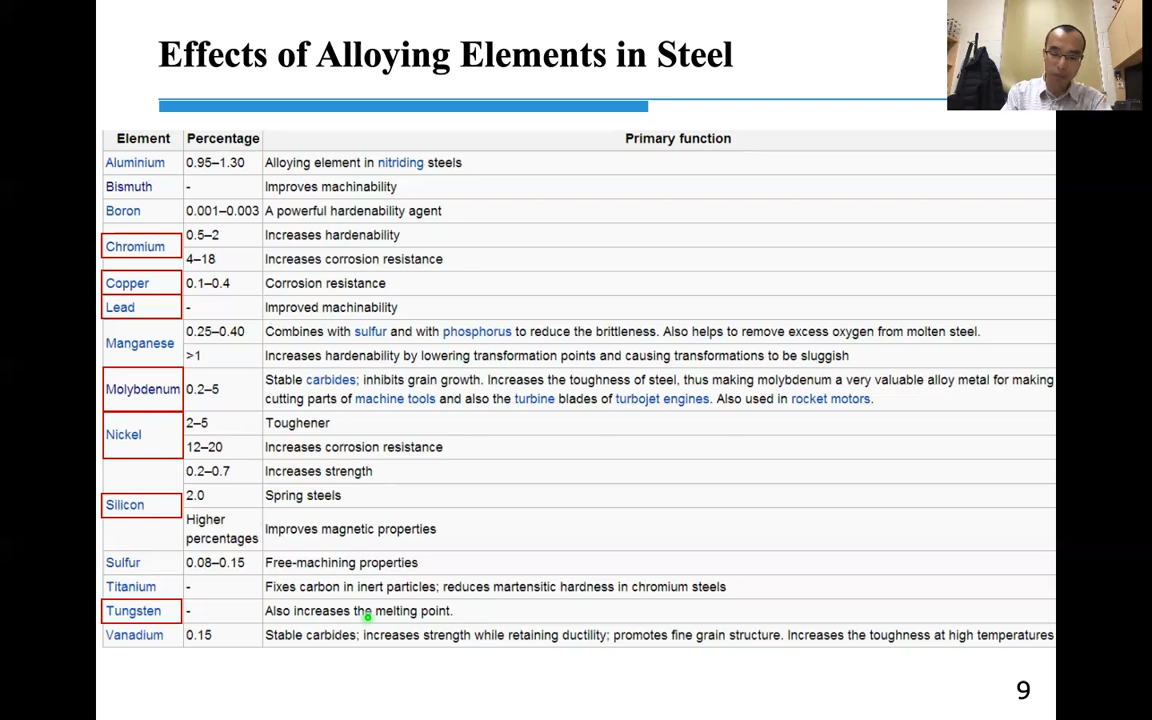 Effects of Alloying Elements in Steel
Element Percentage Primary function
Aluminium 0.95–1.30 Alloying element in nitriding steels
Bismuth - Improves machinability
Boron 0.001–0.003 A powerful hardenability agent
Chromium 0.5–2 Increases hardenability
4–18 Increases corrosion resistance
Copper 0.1–0.4 Corrosion resistance
Lead - Improved machinability
Manganese 0.25–0.40 Combines with sulfur and with phosphorus to reduce the brittleness. Also helps to remove excess oxygen from molten steel.
>1 Increases hardenability by lowering transformation points and causing transformations to be sluggish
Molybdenum 0.2–5 Stable carbides; inhibits grain growth. Increases the toughness of steel, thus making molybdenum a very valuable alloy metal for making
cutting parts of machine tools and also the turbine blades of turbojet engines. Also used in rocket motors.
Nickel 2–5 Toughener
12–20 Increases corrosion resistance
Silicon 0.2–0.7 Increases strength
2.0 Spring steels
Higher
percentages Improves magnetic properties
Sulfur 0.08–0.15 Free-machining properties
Titanium - Fixes carbon in inert particles; reduces martensitic hardness in chromium steels
Tungsten - Also increases the melting point.
Vanadium 0.15 Stable carbides; increases strength while retaining ductility; promotes fine grain structure. Increases the toughness at high temperatures
9